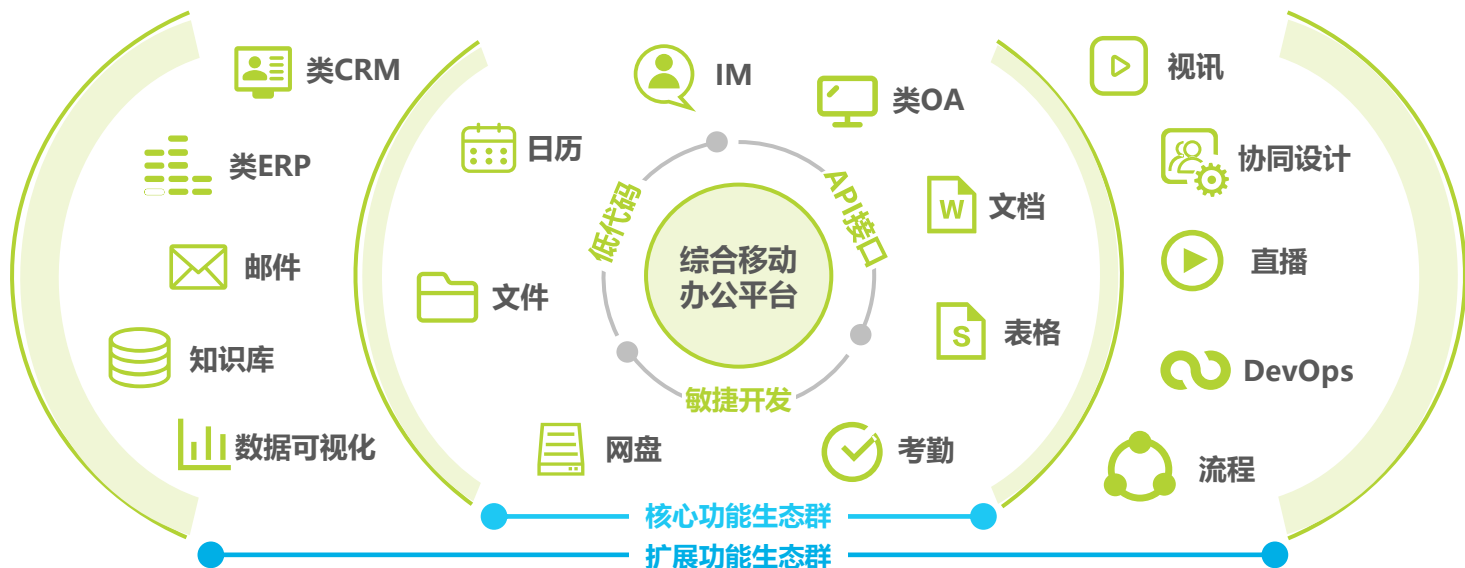 类CRM
IM
视讯
类OA
日历
类ERP
协同设计
低代码
API接口
文档
W
综合移动
办公平台
邮件
直播
文件
表格
S
知识库
DevOps
敏捷开发
数据可视化
网盘
考勤
流程
核心功能生态群
扩展功能生态群